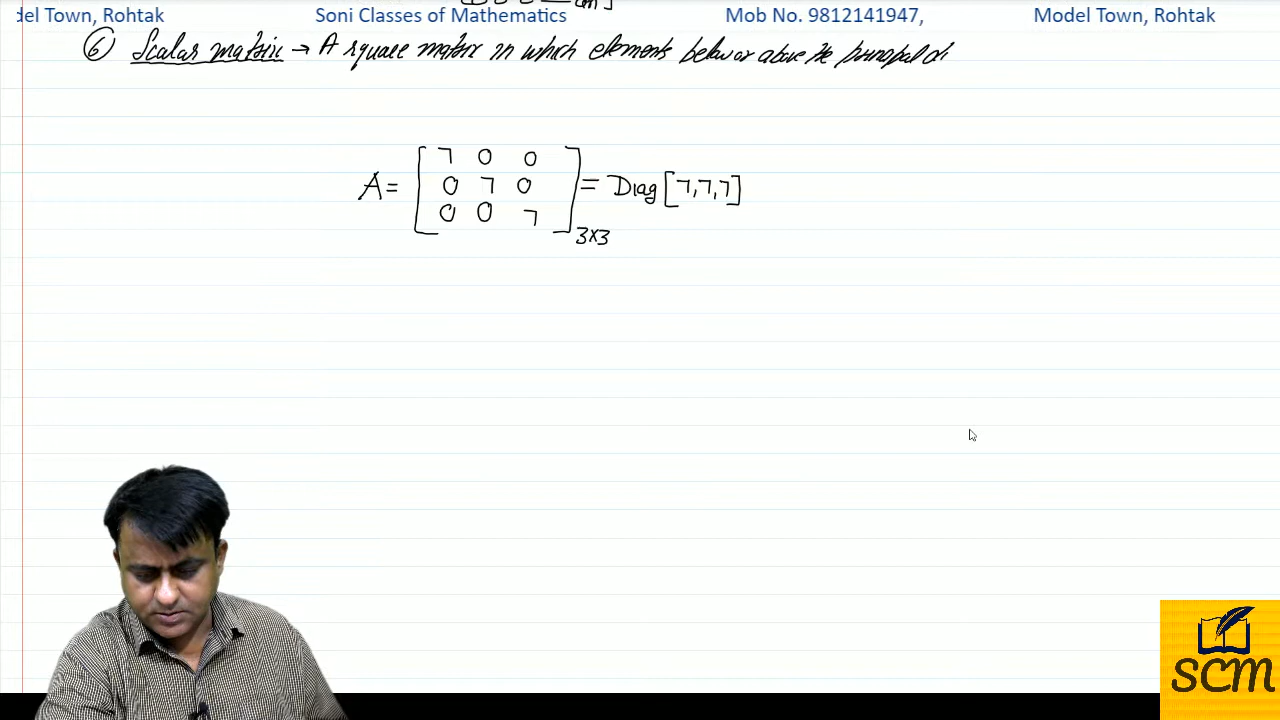 del Town, Rohtak Soni Classes of Mathematics Mob No. 9812141947, Model Town, Rohtak
⑥ Scalar matrix → A square matrix in which elements below or above the principal di
A = [ 7 0 0
0 7 0
0 0 7 ] 3×3 = Diag [7,7,7]
SCM